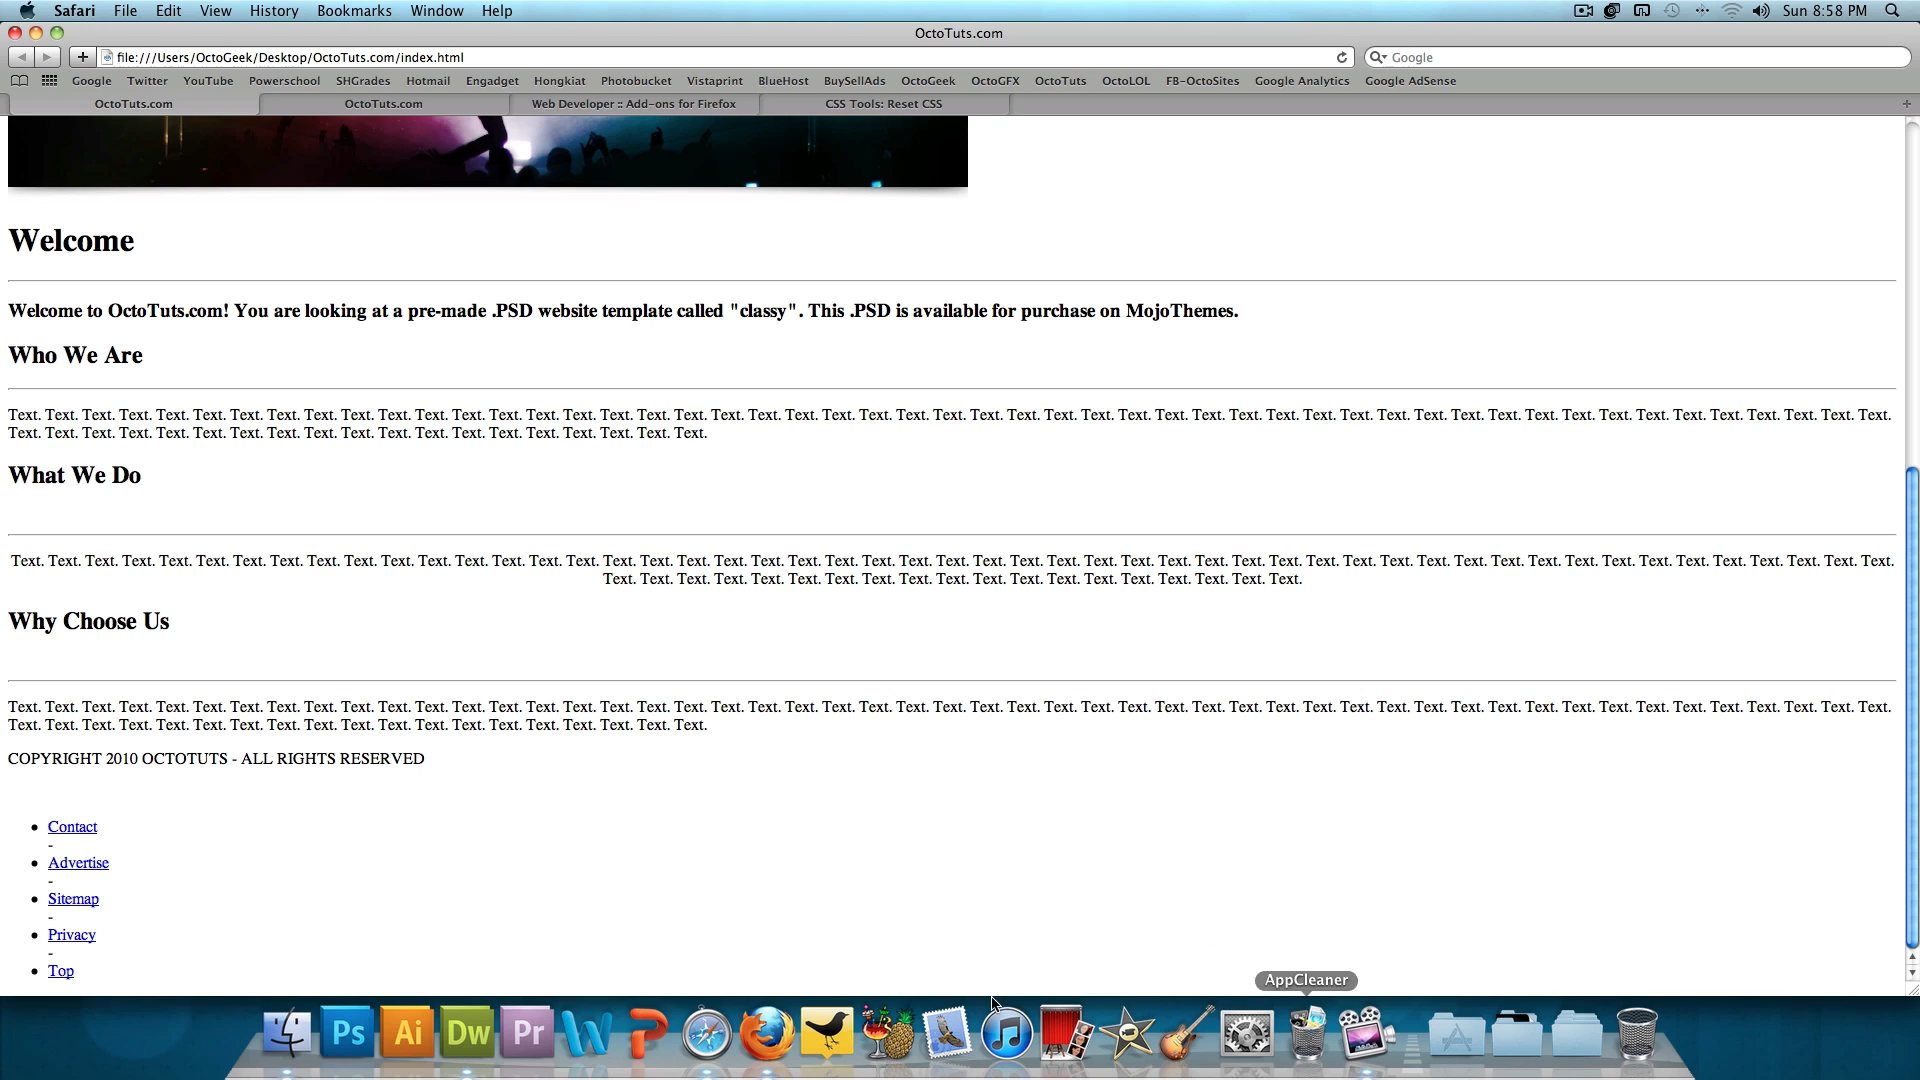 Safari File Edit View History Bookmarks Window Help Sun 8:58 PM
OctoTuts.com
file:///Users/OctoGeek/Desktop/OctoTuts.com/index.html Google
Google Twitter YouTube Powerschool SHGrades Hotmail Engadget Hongkiat Photobucket Vistaprint BlueHost BuySellAds OctoGeek OctoGFX OctoTuts OctoLOL FB-OctoSites Google Analytics Google AdSense
OctoTuts.com OctoTuts.com Web Developer :: Add-ons for Firefox CSS Tools: Reset CSS
Welcome
Welcome to OctoTuts.com! You are looking at a pre-made .PSD website template called "classy". This .PSD is available for purchase on MojoThemes.
Who We Are
Text. Text. Text. Text. Text. Text. Text. Text. Text. Text. Text. Text. Text. Text. Text. Text. Text. Text. Text. Text. Text. Text. Text. Text. Text. Text. Text. Text. Text. Text. Text. Text. Text. Text. Text. Text. Text. Text. Text. Text. Text. Text. Text. Text. Text. Text. Text. Text. Text. Text. Text.
Text. Text. Text. Text. Text. Text. Text. Text. Text. Text. Text. Text. Text. Text. Text. Text. Text. Text. Text.
What We Do
Text. Text. Text. Text. Text. Text. Text. Text. Text. Text. Text. Text. Text. Text. Text. Text. Text. Text. Text. Text. Text. Text. Text. Text. Text. Text. Text. Text. Text. Text. Text. Text. Text. Text. Text. Text. Text. Text. Text. Text. Text. Text. Text. Text. Text. Text. Text. Text. Text. Text. Text.
Text. Text. Text. Text. Text. Text. Text. Text. Text. Text. Text. Text. Text. Text. Text. Text. Text. Text. Text.
Why Choose Us
Text. Text. Text. Text. Text. Text. Text. Text. Text. Text. Text. Text. Text. Text. Text. Text. Text. Text. Text. Text. Text. Text. Text. Text. Text. Text. Text. Text. Text. Text. Text. Text. Text. Text. Text. Text. Text. Text. Text. Text. Text. Text. Text. Text. Text. Text. Text. Text. Text. Text. Text.
Text. Text. Text. Text. Text. Text. Text. Text. Text. Text. Text. Text. Text. Text. Text. Text. Text. Text. Text.
COPYRIGHT 2010 OCTOTUTS - ALL RIGHTS RESERVED
• Contact
-
• Advertise
-
• Sitemap
-
• Privacy
-
• Top
AppCleaner
Ps Ai Dw Pr